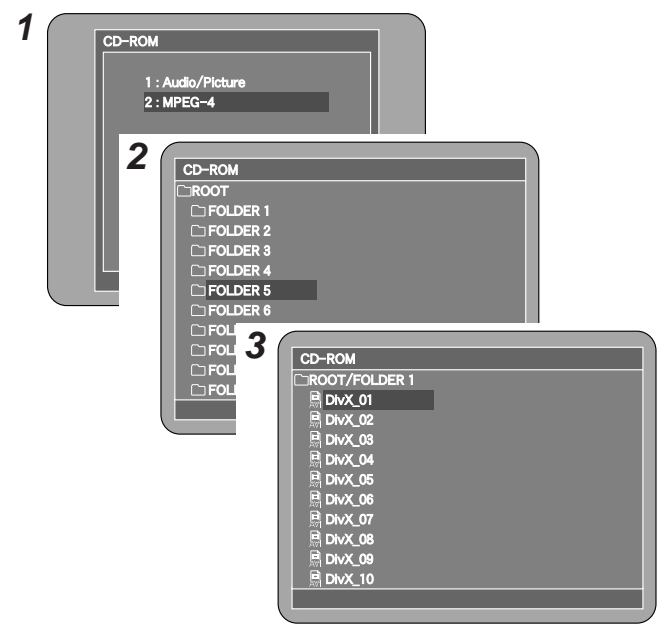 1
CD-ROM
1 : Audio/Picture
2 : MPEG-4
2
CD-ROM
ROOT
FOLDER 1
FOLDER 2
FOLDER 3
FOLDER 4
FOLDER 5
FOLDER 6
3
CD-ROM
ROOT/FOLDER 1
DivX_01
DivX_02
DivX_03
DivX_04
DivX_05
DivX_06
DivX_07
DivX_08
DivX_09
DivX_10